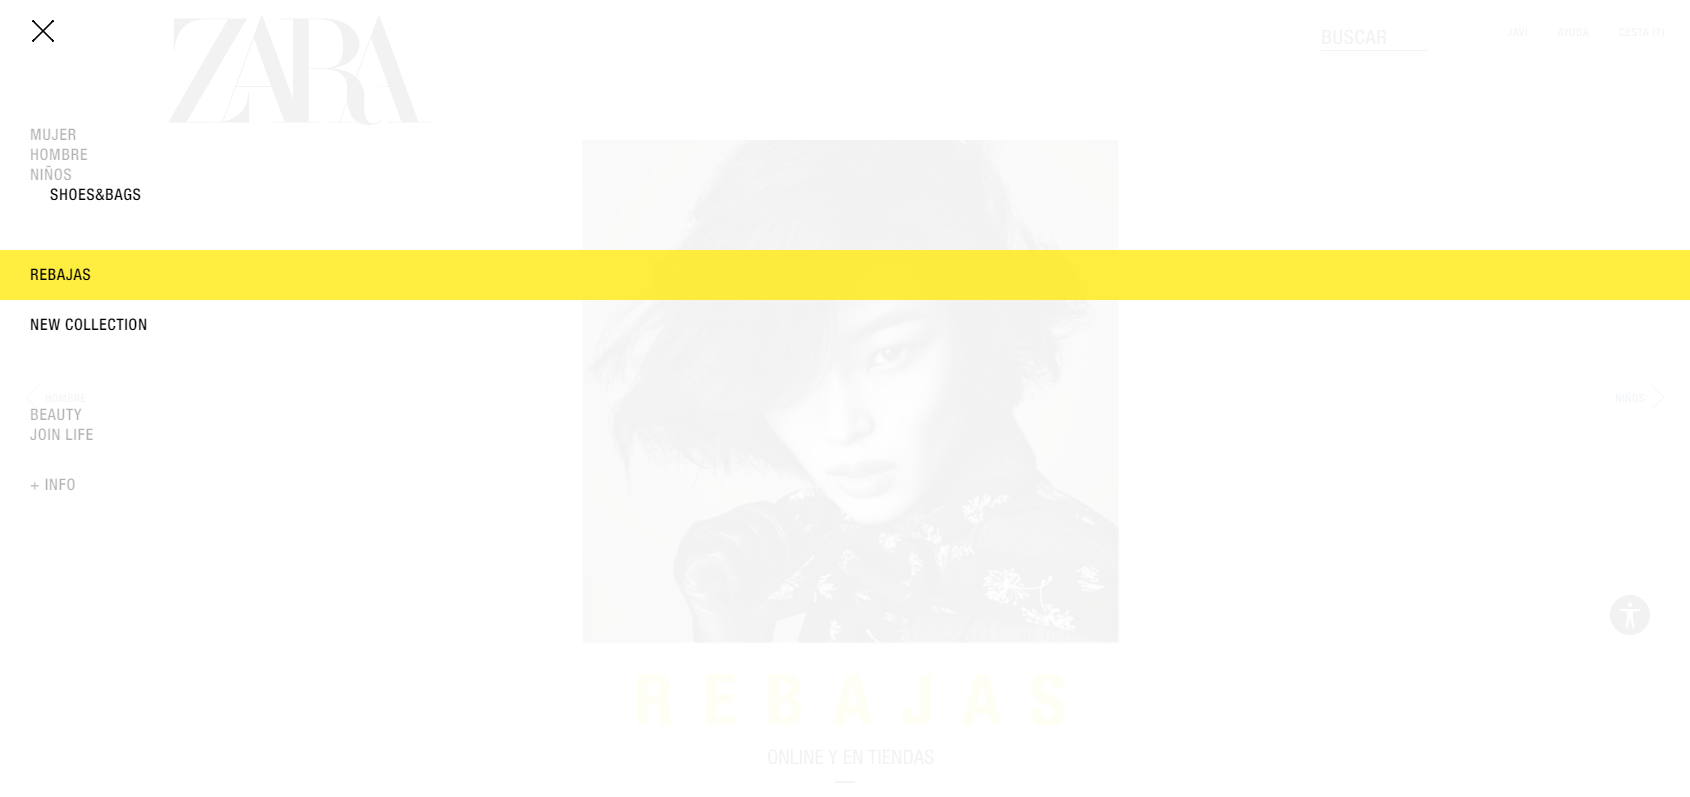 ZARA
BUSCAR
JAVI
AYUDA
CESTA (7)
MUJER
HOMBRE
NIÑOS
SHOES&BAGS
REBAJAS
NEW COLLECTION
HOMBRE
NIÑOS
BEAUTY
JOIN LIFE
+ INFO
REBAJAS
ONLINE Y EN TIENDAS